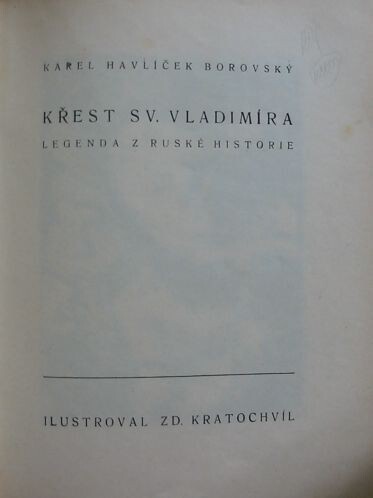 KAREL HAVLÍČEK BOROVSKÝ
KŘEST SV. VLADIMÍRA
LEGENDA Z RUSKÉ HISTORIE
ILUSTROVAL ZD. KRATOCHVÍL